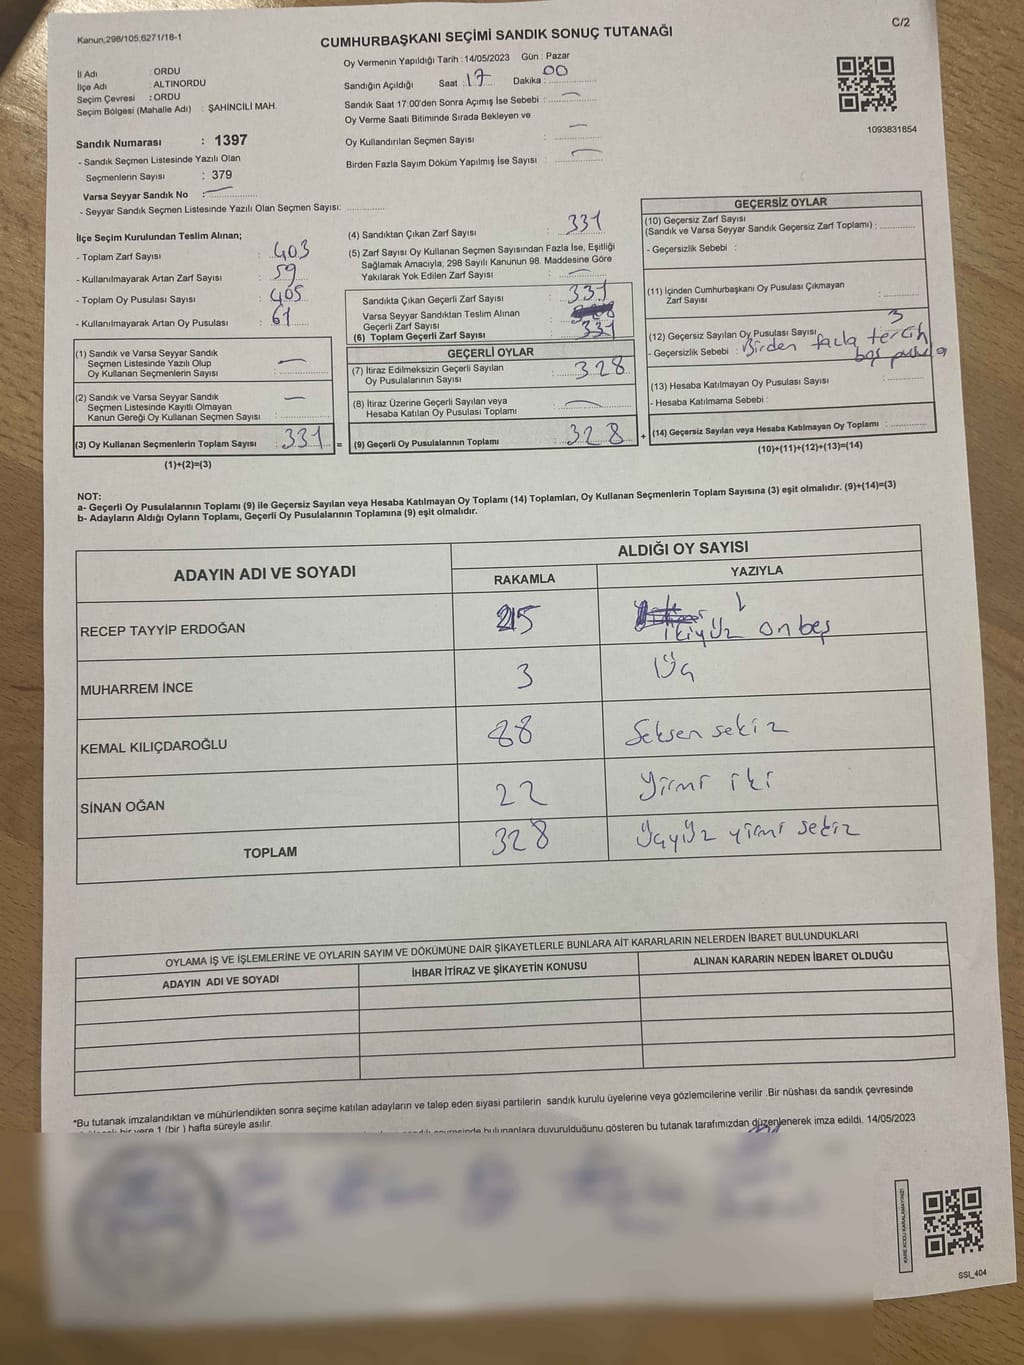 Kanun;298/105,6271/18-1
C/2
CUMHURBAŞKANI SEÇİMİ SANDIK SONUÇ TUTANAĞI
İl Adı : ORDU
İlçe Adı : ALTINORDU
Seçim Çevresi : ORDU
Seçim Bölgesi (Mahalle Adı) : ŞAHİNCİLİ MAH.
Sandık Numarası : 1397
- Sandık Seçmen Listesinde Yazılı Olan
Seçmenlerin Sayısı : 379
Varsa Seyyar Sandık No :
- Seyyar Sandık Seçmen Listesinde Yazılı Olan Seçmen Sayısı:
Oy Vermenin Yapıldığı Tarih : 14/05/2023 Gün : Pazar
Sandığın Açıldığı Saat : 17 Dakika : 00
Sandık Saat 17:00'den Sonra Açımış İse Sebebi :
Oy Verme Saati Bitiminde Sırada Bekleyen ve
Oy Kullandırılan Seçmen Sayısı :
Birden Fazla Sayım Döküm Yapılmış İse Sayısı :
1093831854
İlçe Seçim Kurulundan Teslim Alınan;
- Toplam Zarf Sayısı : 403
- Kullanılmayarak Artan Zarf Sayısı : 59
- Toplam Oy Pusulası Sayısı : 405
- Kullanılmayarak Artan Oy Pusulası : 61
(1) Sandık ve Varsa Seyyar Sandık
Seçmen Listesinde Yazılı Olup
Oy Kullanan Seçmenlerin Sayısı :
(2) Sandık ve Varsa Seyyar Sandık
Seçmen Listesinde Kayıtlı Olmayan
Kanun Gereği Oy Kullanan Seçmen Sayısı :
(3) Oy Kullanan Seçmenlerin Toplam Sayısı : 331 =
(1)+(2)=(3)
(4) Sandıktan Çıkan Zarf Sayısı : 331
(5) Zarf Sayısı Oy Kullanan Seçmen Sayısından Fazla İse, Eşitliği
Sağlamak Amacıyla; 298 Sayılı Kanunun 98. Maddesine Göre
Yakılarak Yok Edilen Zarf Sayısı :
Sandıkta Çıkan Geçerli Zarf Sayısı : 331
Varsa Seyyar Sandıktan Teslim Alınan
Geçerli Zarf Sayısı :
(6) Toplam Geçerli Zarf Sayısı : 331
GEÇERLİ OYLAR
(7) İtiraz Edilmeksizin Geçerli Sayılan
Oy Pusulalarının Sayısı : 328
(8) İtiraz Üzerine Geçerli Sayılan veya
Hesaba Katılan Oy Pusulası Toplamı :
(9) Geçerli Oy Pusulalarının Toplamı : 328 +
GEÇERSİZ OYLAR
(10) Geçersiz Zarf Sayısı
(Sandık ve Varsa Seyyar Sandık Geçersiz Zarf Toplamı) :
- Geçersizlik Sebebi :
(11) İçinden Cumhurbaşkanı Oy Pusulası Çıkmayan
Zarf Sayısı :
(12) Geçersiz Sayılan Oy Pusulası Sayısı : 3
- Geçersizlik Sebebi : Birden fazla tercih
boş pusula
(13) Hesaba Katılmayan Oy Pusulası Sayısı :
- Hesaba Katılmama Sebebi :
(14) Geçersiz Sayılan veya Hesaba Katılmayan Oy Toplamı :
(10)+(11)+(12)+(13)=(14)
NOT:
a- Geçerli Oy Pusulalarının Toplamı (9) ile Geçersiz Sayılan veya Hesaba Katılmayan Oy Toplamı (14) Toplamları, Oy Kullanan Seçmenlerin Toplam Sayısına (3) eşit olmalıdır. (9)+(14)=(3)
b- Adayların Aldığı Oyların Toplamı, Geçerli Oy Pusulalarının Toplamına (9) eşit olmalıdır.
ADAYIN ADI VE SOYADI
ALDIĞI OY SAYISI
RAKAMLA YAZIYLA
RECEP TAYYİP ERDOĞAN 215 ikiyüz onbeş
MUHARREM İNCE 3 Üç
KEMAL KILIÇDAROĞLU 88 Seksen sekiz
SİNAN OĞAN 22 Yirmi iki
TOPLAM 328 Üçyüz yirmi sekiz
OYLAMA İŞ VE İŞLEMLERİNE VE OYLARIN SAYIM VE DÖKÜMÜNE DAİR ŞİKAYETLERLE BUNLARA AİT KARARLARIN NELERDEN İBARET BULUNDUKLARI
ADAYIN ADI VE SOYADI İHBAR İTİRAZ VE ŞİKAYETİN KONUSU ALINAN KARARIN NEDEN İBARET OLDUĞU
*Bu tutanak imzalandıktan ve mühürlendikten sonra seçime katılan adayların ve talep eden siyasi partilerin sandık kurulu üyelerine veya gözlemcilerine verilir .Bir nüshası da sandık çevresinde
bir yere 1 (bir ) hafta süreyle asılır.
bulunanlara duyurulduğunu gösteren bu tutanak tarafımızdan düzenlenerek imza edildi. 14/05/2023
KARE KODU KARALAMAYINIZ!
SSI_404